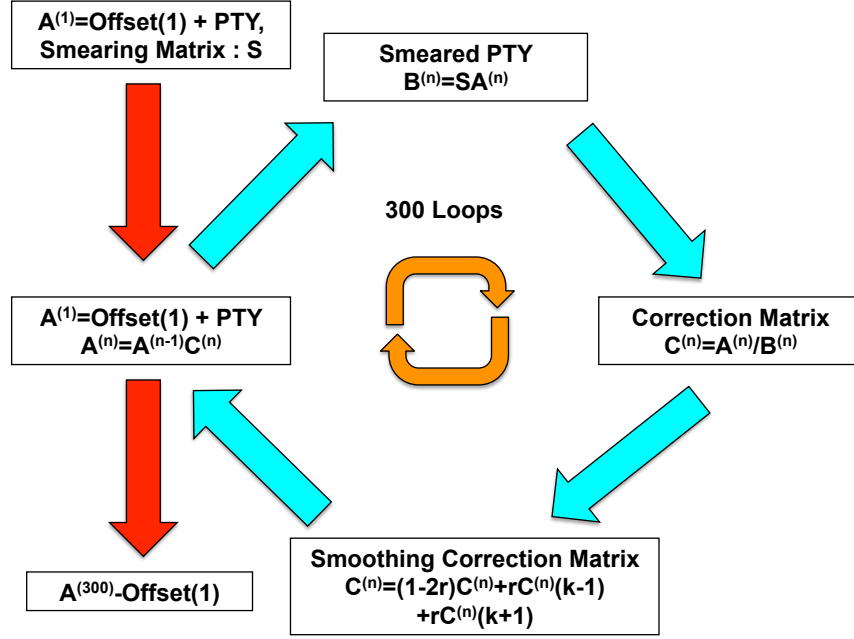 A⁽¹⁾=Offset(1) + PTY,
Smearing Matrix : S
Smeared PTY
B⁽ⁿ⁾=SA⁽ⁿ⁾
300 Loops
A⁽¹⁾=Offset(1) + PTY
A⁽ⁿ⁾=A⁽ⁿ⁻¹⁾C⁽ⁿ⁾
Correction Matrix
C⁽ⁿ⁾=A⁽ⁿ⁾/B⁽ⁿ⁾
A⁽³⁰⁰⁾-Offset(1)
Smoothing Correction Matrix
C⁽ⁿ⁾=(1-2r)C⁽ⁿ⁾+rC⁽ⁿ⁾(k-1)
+rC⁽ⁿ⁾(k+1)